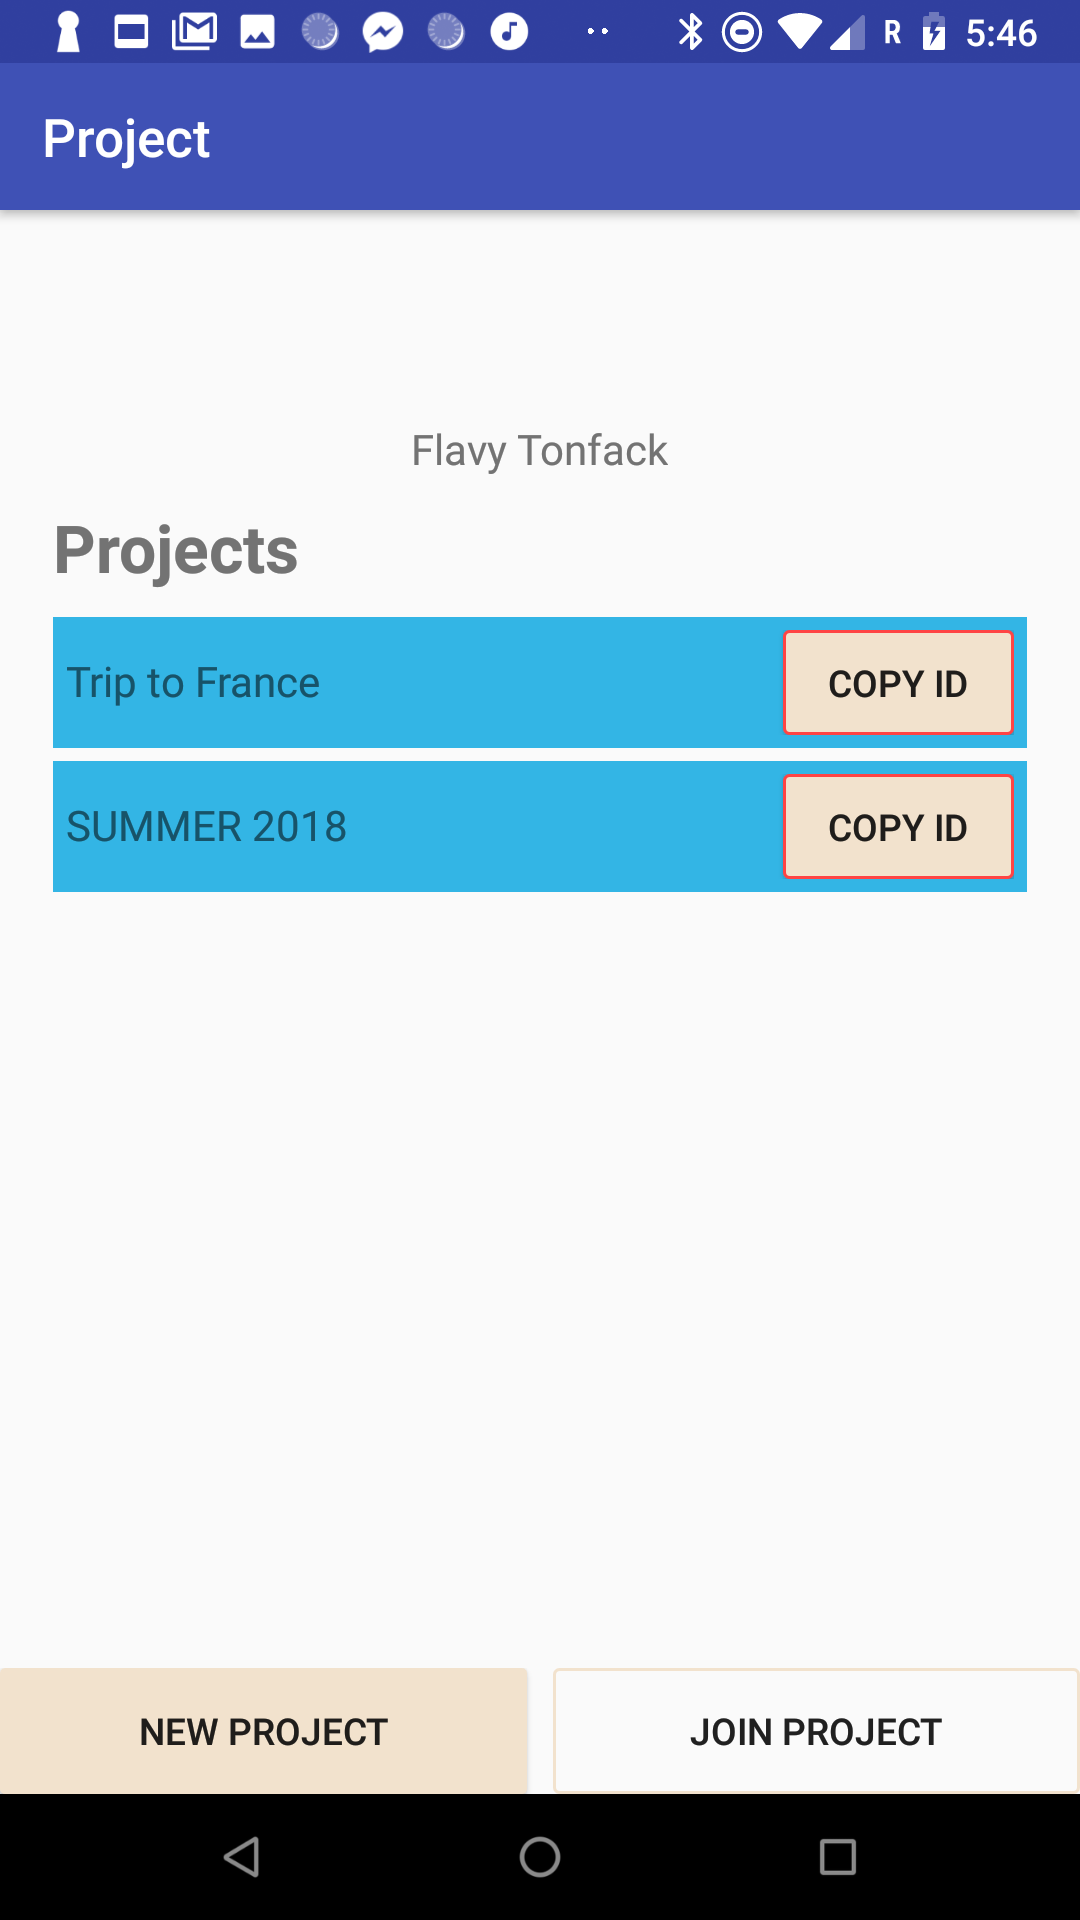 R 5:46
Project
Flavy Tonfack
Projects
Trip to France COPY ID
SUMMER 2018 COPY ID
NEW PROJECT JOIN PROJECT